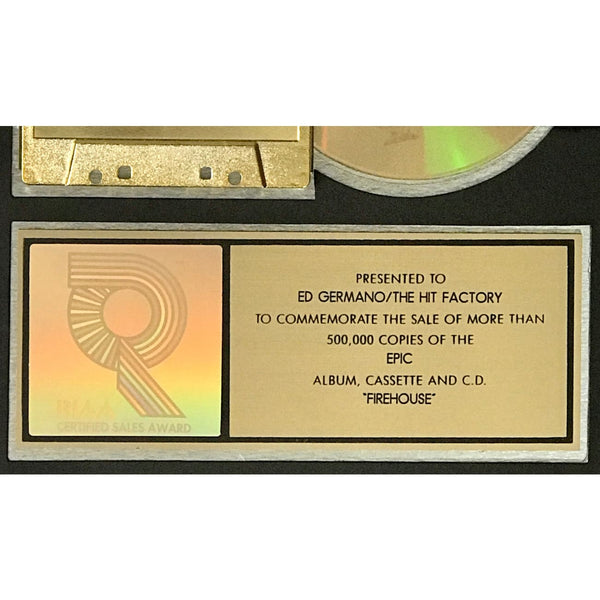 PRESENTED TO
ED GERMANO/THE HIT FACTORY
TO COMMEMORATE THE SALE OF MORE THAN
500,000 COPIES OF THE
EPIC
ALBUM, CASSETTE AND C.D.
"FIREHOUSE"
RIAA
CERTIFIED SALES AWARD